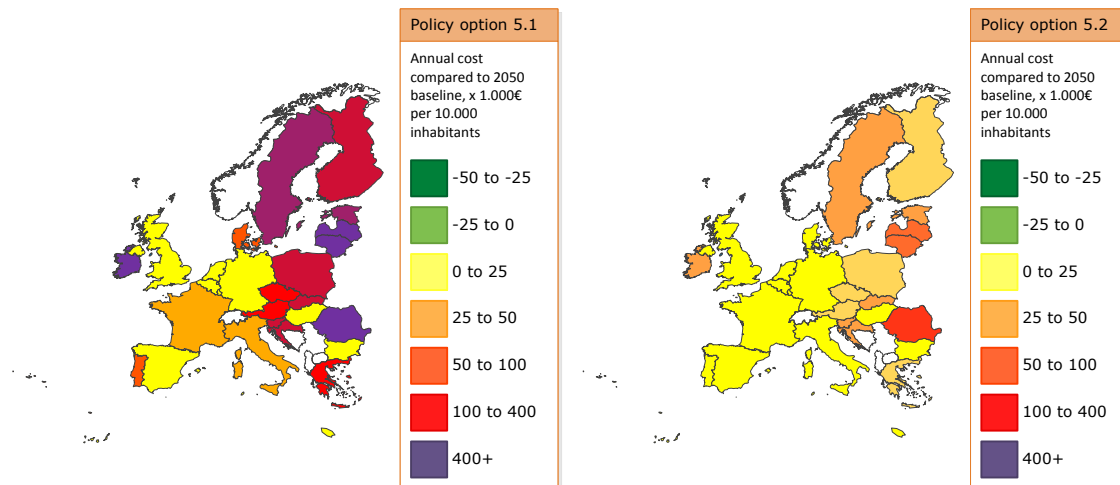 Policy option 5.1
Annual cost
compared to 2050
baseline, x 1.000€
per 10.000
inhabitants
-50 to -25
-25 to 0
0 to 25
25 to 50
50 to 100
100 to 400
400+
Policy option 5.2
Annual cost
compared to 2050
baseline, x 1.000€
per 10.000
inhabitants
-50 to -25
-25 to 0
0 to 25
25 to 50
50 to 100
100 to 400
400+